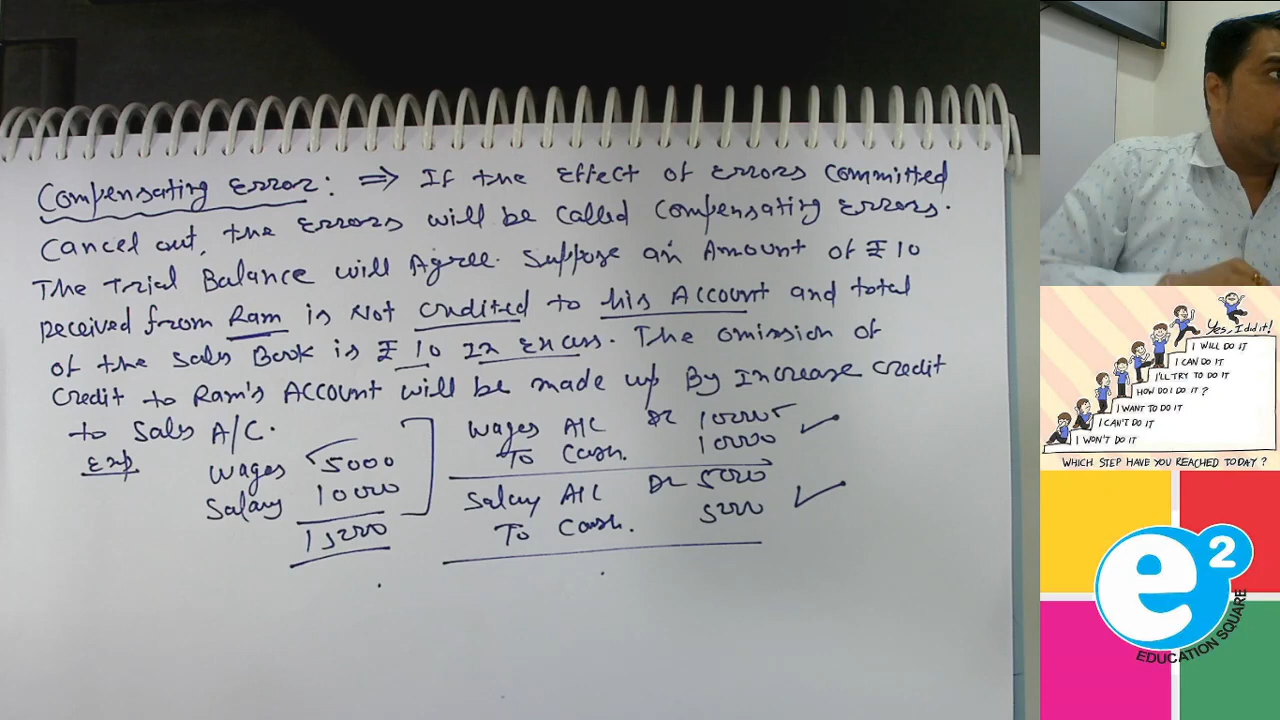 Compensating Error: ⇒ If the Effect of Errors committed
cancel out, the Errors will be called Compensating Errors.
The Trial Balance will Agree. Suppose an Amount of ₹ 10
received from Ram is Not credited to his Account and total
of the Sales Book is ₹ 10 In Excess. The omission of
Credit to Ram's Account will be made up By Increase credit
to Sales A/C.
Exp
Wages 5000
Salary 10000
15000
Wages A/C Dr 10000
To Cash. 10000
Salary A/C Dr 5000
To Cash. 5000
Yes, I did it!
I WILL DO IT
I CAN DO IT
I'LL TRY TO DO IT
HOW DO I DO IT ?
I WANT TO DO IT
I CAN'T DO IT
I WON'T DO IT
WHICH STEP HAVE YOU REACHED TODAY ?
e2
EDUCATION SQUARE